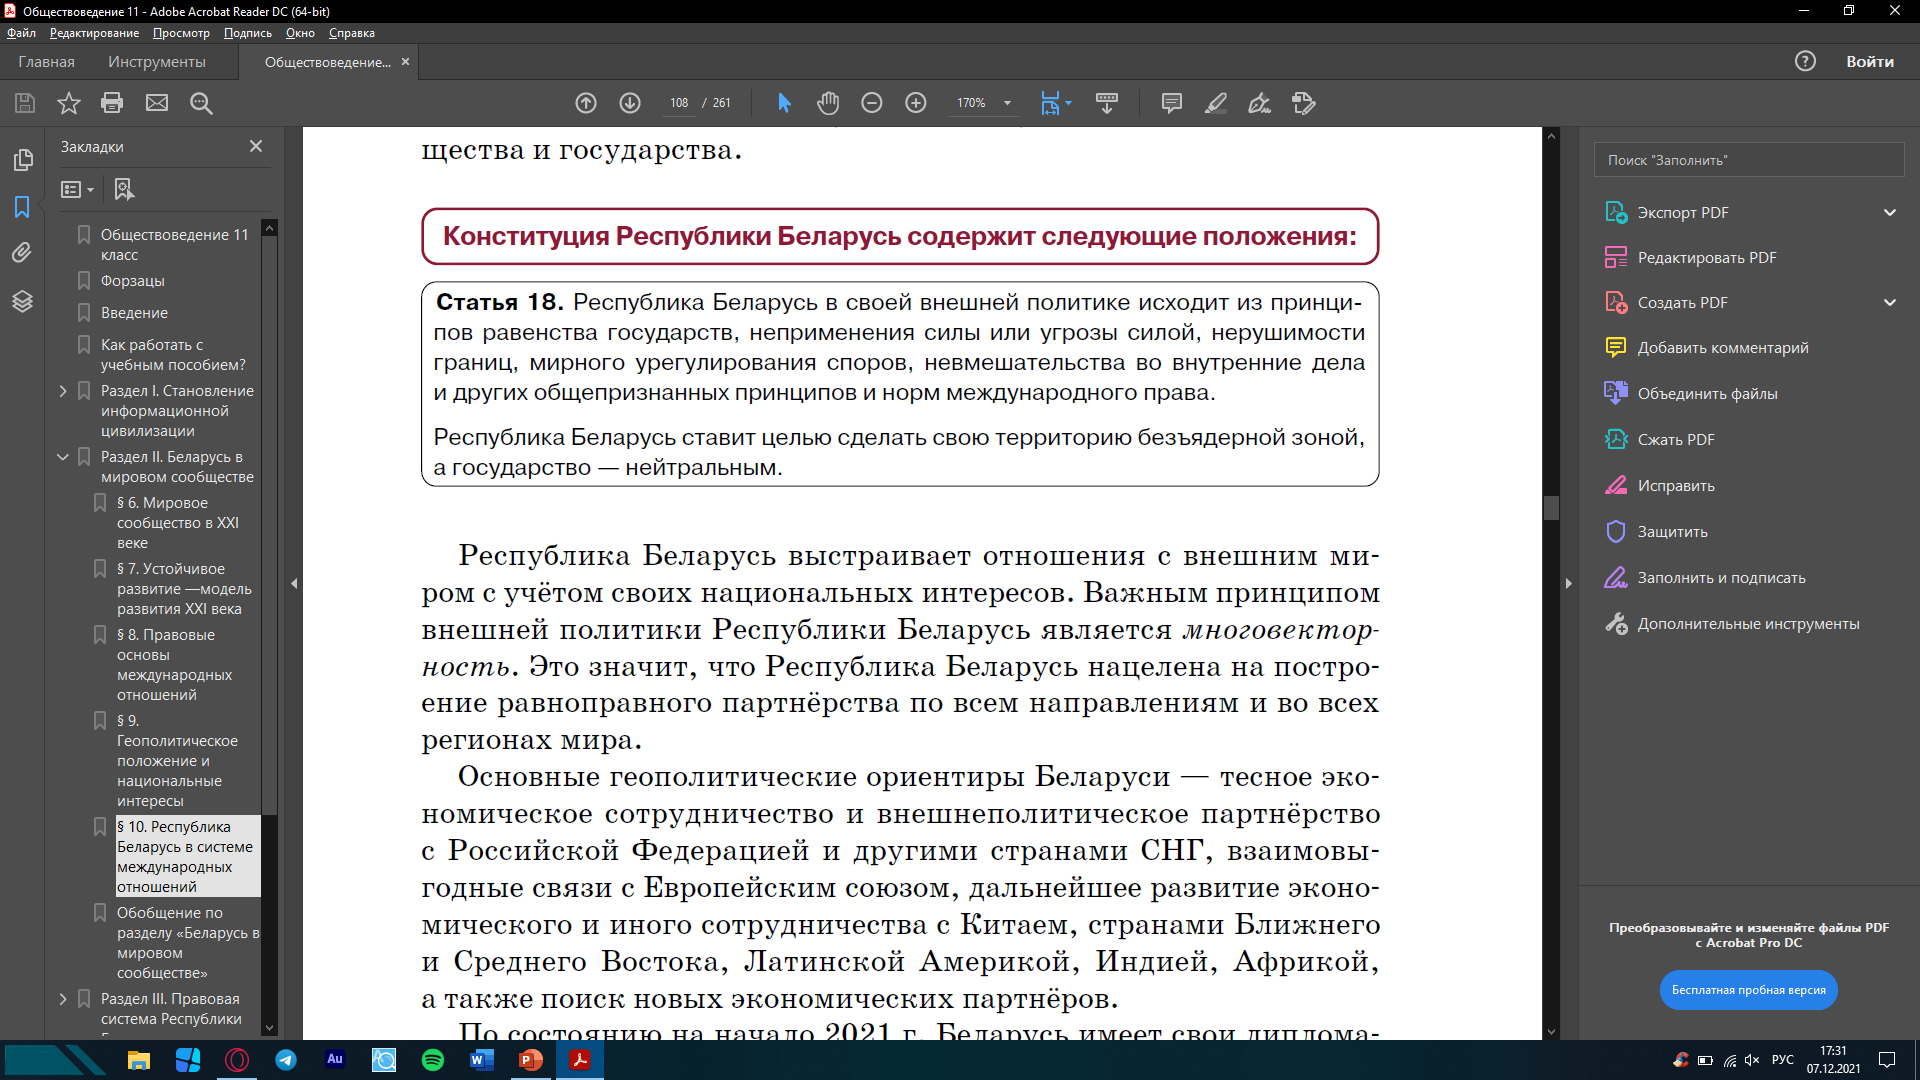 Обществоведение 11 - Adobe Acrobat Reader DC (64-bit)
Файл Редактирование Просмотр Подпись Окно Справка
Главная Инструменты Обществоведение... ×
Войти
108 / 261 170%
Закладки
Обществоведение 11
класс
Форзацы
Введение
Как работать с
учебным пособием?
Раздел I. Становление
информационной
цивилизации
Раздел II. Беларусь в
мировом сообществе
§ 6. Мировое
сообщество в XXI
веке
§ 7. Устойчивое
развитие —модель
развития XXI века
§ 8. Правовые
основы
международных
отношений
§ 9.
Геополитическое
положение и
национальные
интересы
§ 10. Республика
Беларусь в системе
международных
отношений
Обобщение по
разделу «Беларусь в
мировом
сообществе»
Раздел III. Правовая
система Республики
щества и государства.
Конституция Республики Беларусь содержит следующие положения:
Статья 18. Республика Беларусь в своей внешней политике исходит из принци-
пов равенства государств, неприменения силы или угрозы силой, нерушимости
границ, мирного урегулирования споров, невмешательства во внутренние дела
и других общепризнанных принципов и норм международного права.
Республика Беларусь ставит целью сделать свою территорию безъядерной зоной,
а государство — нейтральным.
Республика Беларусь выстраивает отношения с внешним ми-
ром с учётом своих национальных интересов. Важным принципом
внешней политики Республики Беларусь является многовектор-
ность. Это значит, что Республика Беларусь нацелена на постро-
ение равноправного партнёрства по всем направлениям и во всех
регионах мира.
Основные геополитические ориентиры Беларуси — тесное эко-
номическое сотрудничество и внешнеполитическое партнёрство
с Российской Федерацией и другими странами СНГ, взаимовы-
годные связи с Европейским союзом, дальнейшее развитие эконо-
мического и иного сотрудничества с Китаем, странами Ближнего
и Среднего Востока, Латинской Америкой, Индией, Африкой,
а также поиск новых экономических партнёров.
По состоянию на начало 2021 г. Беларусь имеет свои диплома-
Поиск "Заполнить"
Экспорт PDF
Редактировать PDF
Создать PDF
Добавить комментарий
Объединить файлы
Сжать PDF
Исправить
Защитить
Заполнить и подписать
Дополнительные инструменты
Преобразовывайте и изменяйте файлы PDF
с Acrobat Pro DC
Бесплатная пробная версия
Au
РУС
17:31
07.12.2021